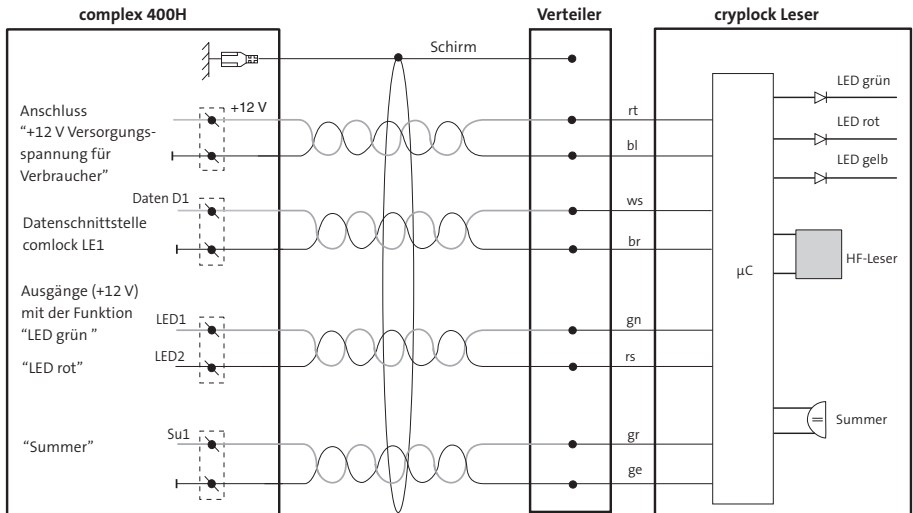 complex 400H
Verteiler
cryplock Leser
Schirm
Anschluss
“+12 V Versorgungs-
spannung für
Verbraucher”
+12 V
rt
bl
Daten D1
Datenschnittstelle
comlock LE1
ws
br
Ausgänge (+12 V)
mit der Funktion
“LED grün ”
LED1
“LED rot”
LED2
gn
rs
“Summer”
Su1
gr
ge
LED grün
LED rot
LED gelb
µC
HF-Leser
Summer